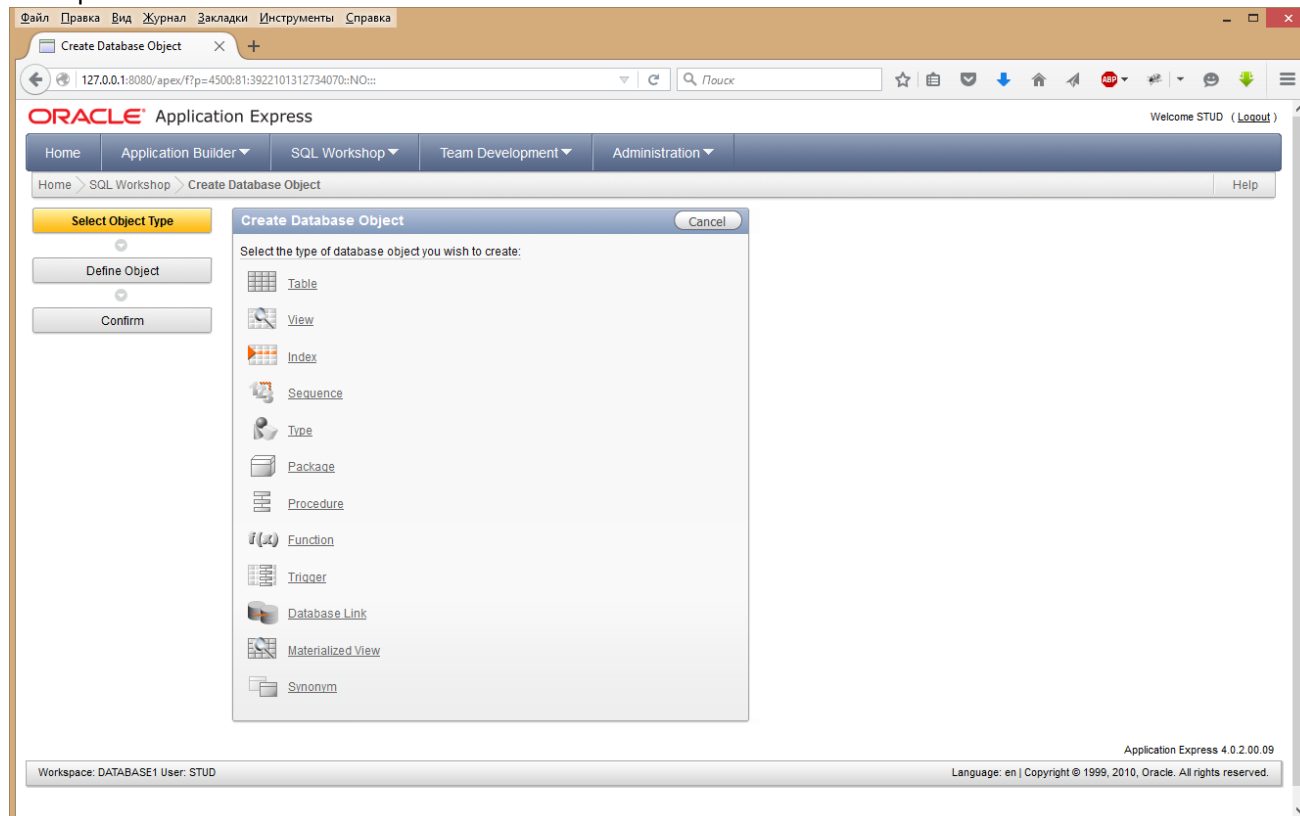 Файл Правка Вид Журнал Закладки Инструменты Справка
Create Database Object
127.0.0.1:8080/apex/f?p=4500:81:3922101312734070::NO::: Поиск ABP
ORACLE Application Express Welcome STUD ( Logout )
Home Application Builder SQL Workshop Team Development Administration
Home SQL Workshop Create Database Object Help
Select Object Type
Define Object
Confirm
Create Database Object Cancel
Select the type of database object you wish to create:
Table
View
Index
Sequence
Type
Package
Procedure
f(x) Function
Trigger
Database Link
Materialized View
Synonym
Application Express 4.0.2.00.09
Workspace: DATABASE1 User: STUD Language: en | Copyright © 1999, 2010, Oracle. All rights reserved.